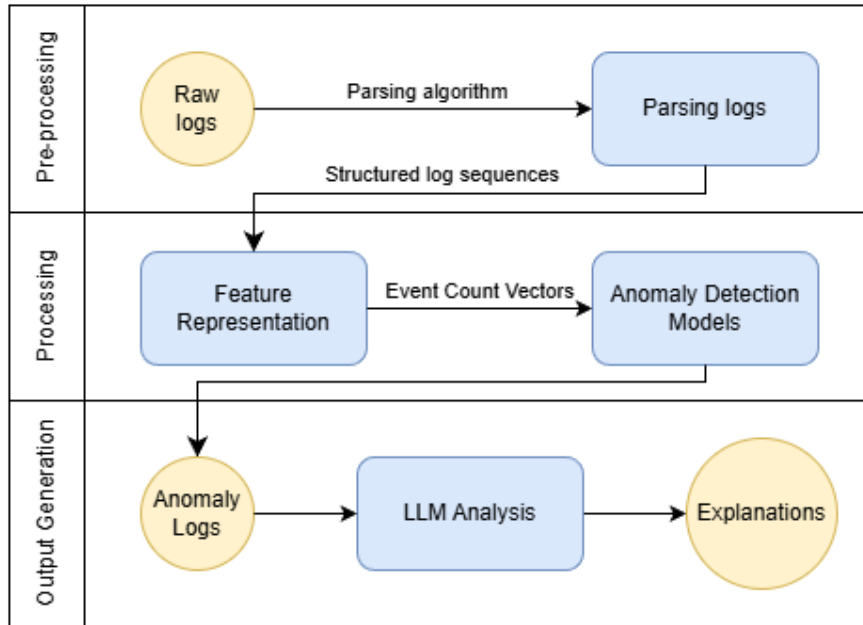 Pre-processing
Raw
logs
Parsing algorithm
Parsing logs
Structured log sequences
Processing
Feature
Representation
Event Count Vectors
Anomaly Detection
Models
Output Generation
Anomaly
Logs
LLM Analysis
Explanations